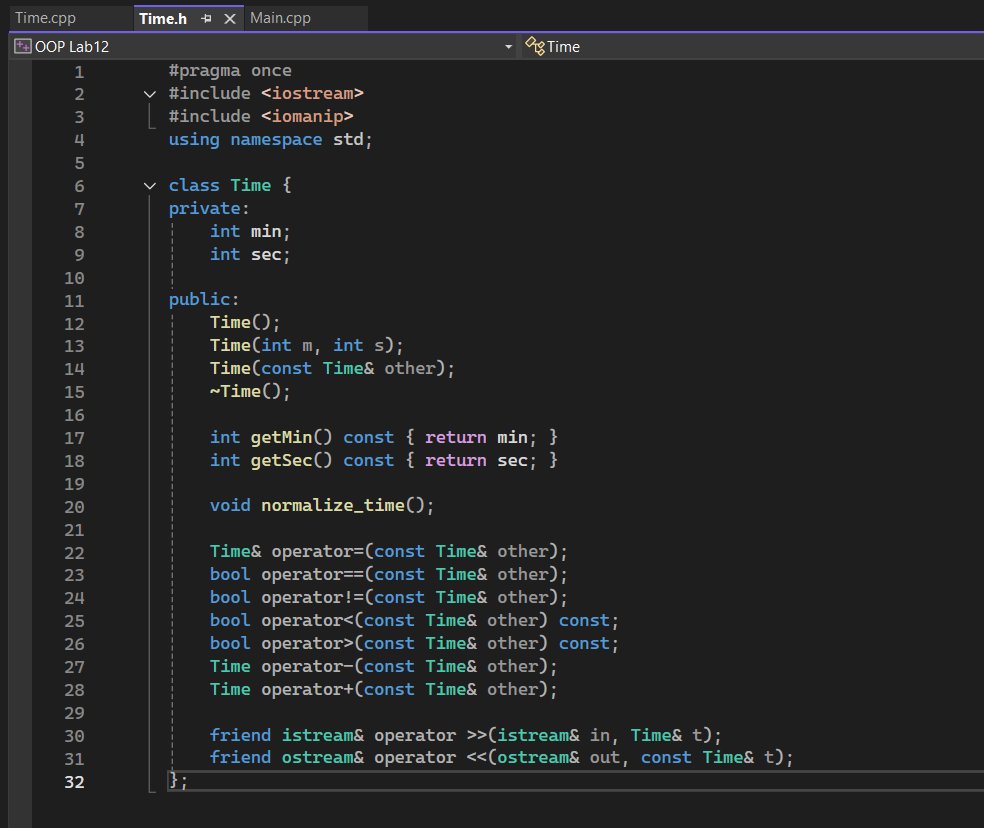 Time.cpp Time.h Main.cpp
OOP Lab12 Time
1 #pragma once
2 #include <iostream>
3 #include <iomanip>
4 using namespace std;
5
6 class Time {
7 private:
8     int min;
9     int sec;
10
11 public:
12     Time();
13     Time(int m, int s);
14     Time(const Time& other);
15     ~Time();
16
17     int getMin() const { return min; }
18     int getSec() const { return sec; }
19
20     void normalize_time();
21
22     Time& operator=(const Time& other);
23     bool operator==(const Time& other);
24     bool operator!=(const Time& other);
25     bool operator<(const Time& other) const;
26     bool operator>(const Time& other) const;
27     Time operator-(const Time& other);
28     Time operator+(const Time& other);
29
30     friend istream& operator >>(istream& in, Time& t);
31     friend ostream& operator <<(ostream& out, const Time& t);
32 };